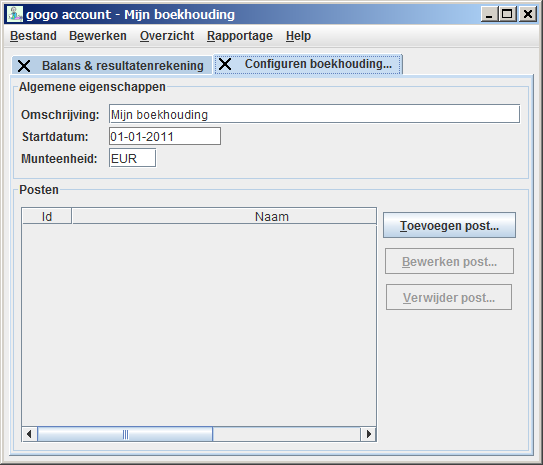 gogo account - Mijn boekhouding
Bestand Bewerken Overzicht Rapportage Help
Balans & resultatenrekening Configuren boekhouding...
Algemene eigenschappen
Omschrijving: Mijn boekhouding
Startdatum: 01-01-2011
Munteenheid: EUR
Posten
Id Naam
Toevoegen post...
Bewerken post...
Verwijder post...